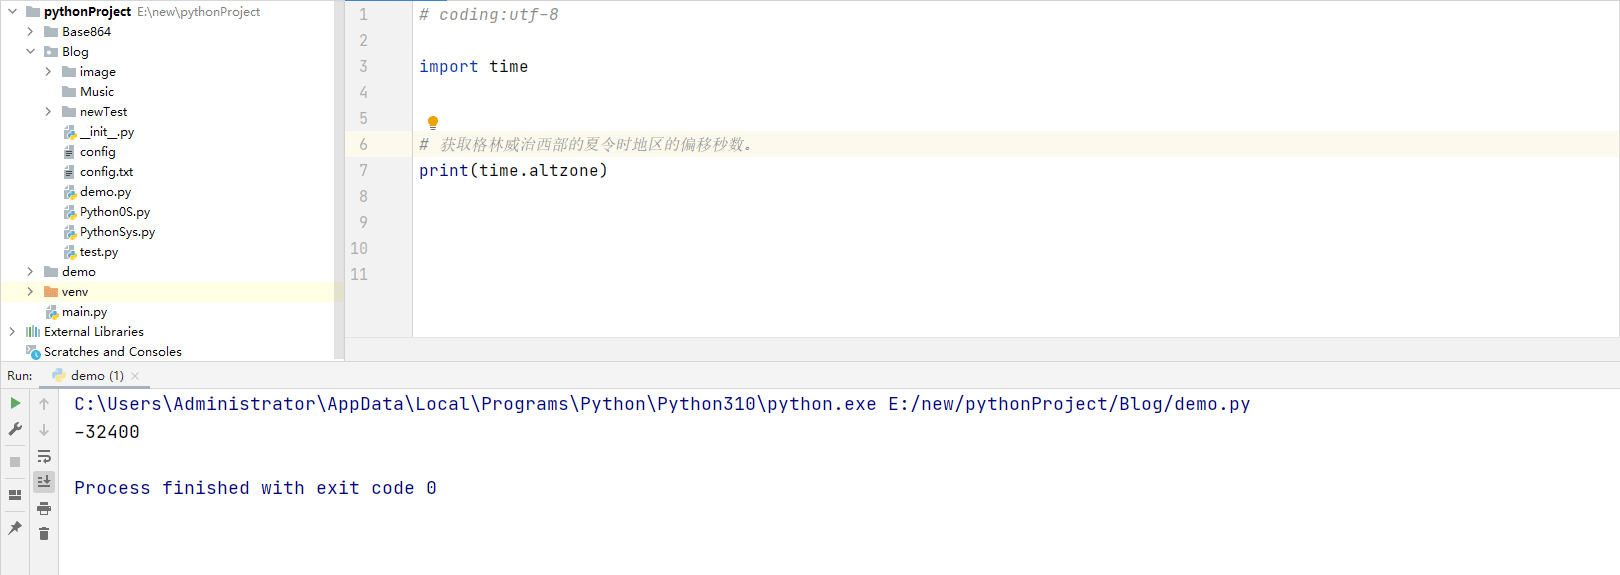 pythonProject E:\new\pythonProject
Base864
Blog
image
Music
newTest
__init__.py
config
config.txt
demo.py
Python0S.py
PythonSys.py
test.py
demo
venv
main.py
External Libraries
Scratches and Consoles
1 # coding:utf-8
2
3 import time
4
5
6 # 获取格林威治西部的夏令时地区的偏移秒数。
7 print(time.altzone)
8
9
10
11
Run: demo (1)
C:\Users\Administrator\AppData\Local\Programs\Python\Python310\python.exe E:/new/pythonProject/Blog/demo.py
-32400
Process finished with exit code 0